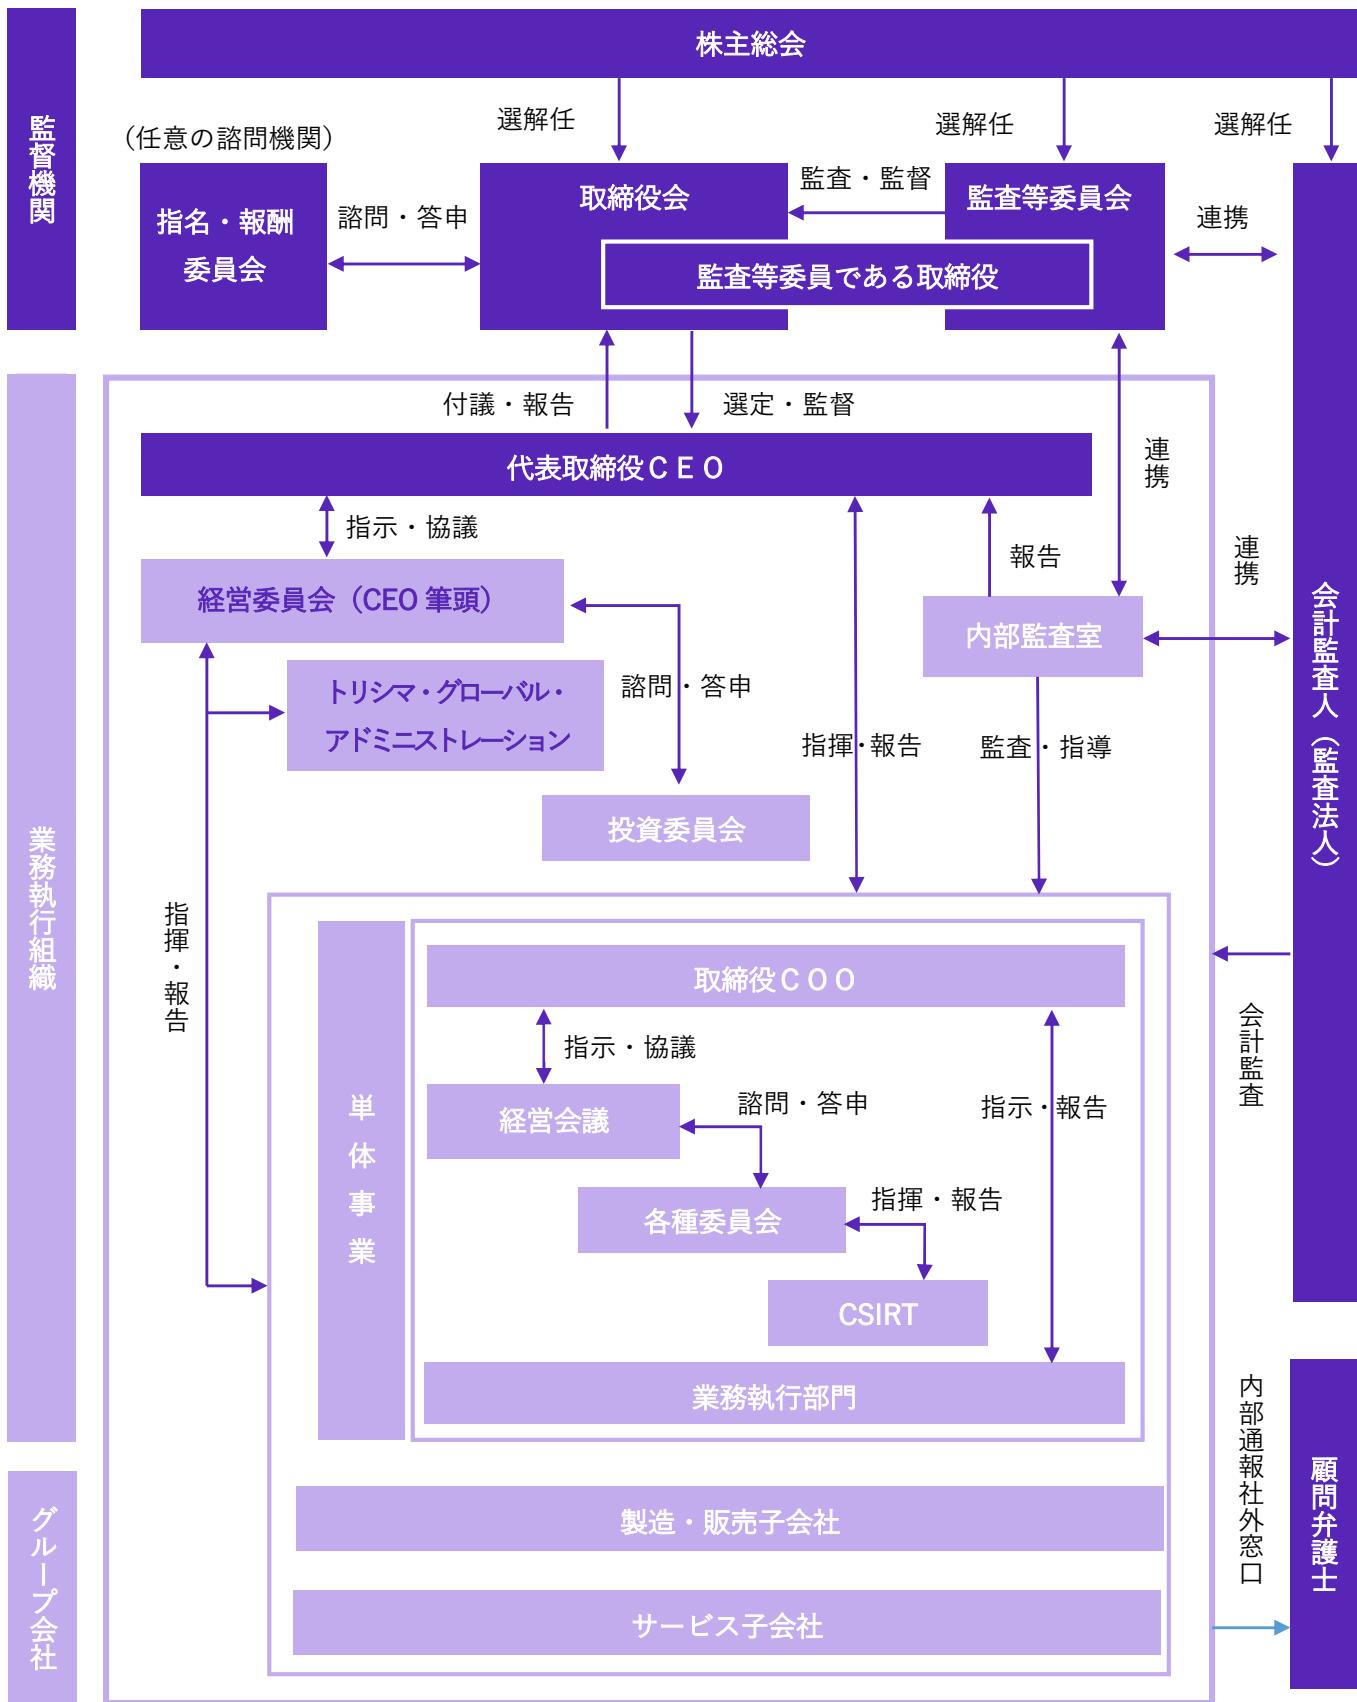 株主総会
監督機関
選解任
選解任
選解任
（任意の諮問機関）
指名・報酬
委員会
諮問・答申
取締役会
監査・監督
監査等委員会
連携
監査等委員である取締役
付議・報告
選定・監督
連携
代表取締役ＣＥＯ
指示・協議
報告
連携
経営委員会（CEO 筆頭）
内部監査室
会計監査人（監査法人）
トリシマ・グローバル・
アドミニストレーション
諮問・答申
指揮・報告
監査・指導
投資委員会
業務執行組織
指揮・報告
取締役ＣＯＯ
会計監査
指示・協議
単体事業
経営会議
諮問・答申
指示・報告
各種委員会
指揮・報告
CSIRT
業務執行部門
内部通報社外窓口
顧問弁護士
グループ会社
製造・販売子会社
サービス子会社